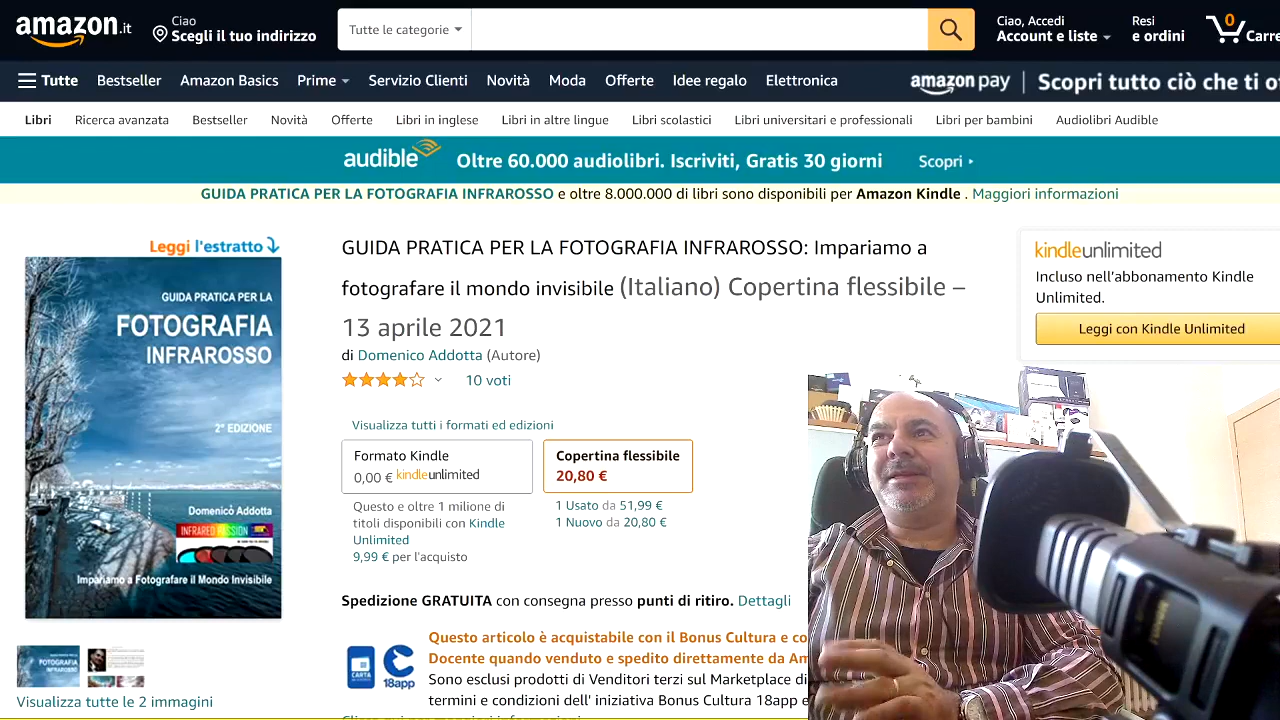 amazon.it
Ciao
Scegli il tuo indirizzo
Tutte le categorie
Ciao, Accedi
Account e liste
Resi
e ordini
0
Carre
Tutte
Bestseller
Amazon Basics
Prime
Servizio Clienti
Novità
Moda
Offerte
Idee regalo
Elettronica
amazon pay
Scopri tutto ciò che ti o
Libri
Ricerca avanzata
Bestseller
Novità
Offerte
Libri in inglese
Libri in altre lingue
Libri scolastici
Libri universitari e professionali
Libri per bambini
Audiolibri Audible
audible
Oltre 60.000 audiolibri. Iscriviti, Gratis 30 giorni
Scopri
GUIDA PRATICA PER LA FOTOGRAFIA INFRAROSSO e oltre 8.000.000 di libri sono disponibili per Amazon Kindle . Maggiori informazioni
Leggi l'estratto
GUIDA PRATICA PER LA
FOTOGRAFIA
INFRAROSSO
2° EDIZIONE
Domenico Addotta
Impariamo a Fotografare il Mondo Invisibile
Visualizza tutte le 2 immagini
GUIDA PRATICA PER LA FOTOGRAFIA INFRAROSSO: Impariamo a
fotografare il mondo invisibile (Italiano) Copertina flessibile –
13 aprile 2021
di Domenico Addotta (Autore)
10 voti
Visualizza tutti i formati ed edizioni
Formato Kindle
0,00 € kindleunlimited
Questo e oltre 1 milione di
titoli disponibili con Kindle
Unlimited
9,99 € per l'acquisto
Copertina flessibile
20,80 €
1 Usato da 51,99 €
1 Nuovo da 20,80 €
Spedizione GRATUITA con consegna presso punti di ritiro. Dettagli
CARTA
18app
Questo articolo è acquistabile con il Bonus Cultura e co
Docente quando venduto e spedito direttamente da Am
Sono esclusi prodotti di Venditori terzi sul Marketplace di
termini e condizioni dell' iniziativa Bonus Cultura 18app e
kindleunlimited
Incluso nell'abbonamento Kindle
Unlimited.
Leggi con Kindle Unlimited